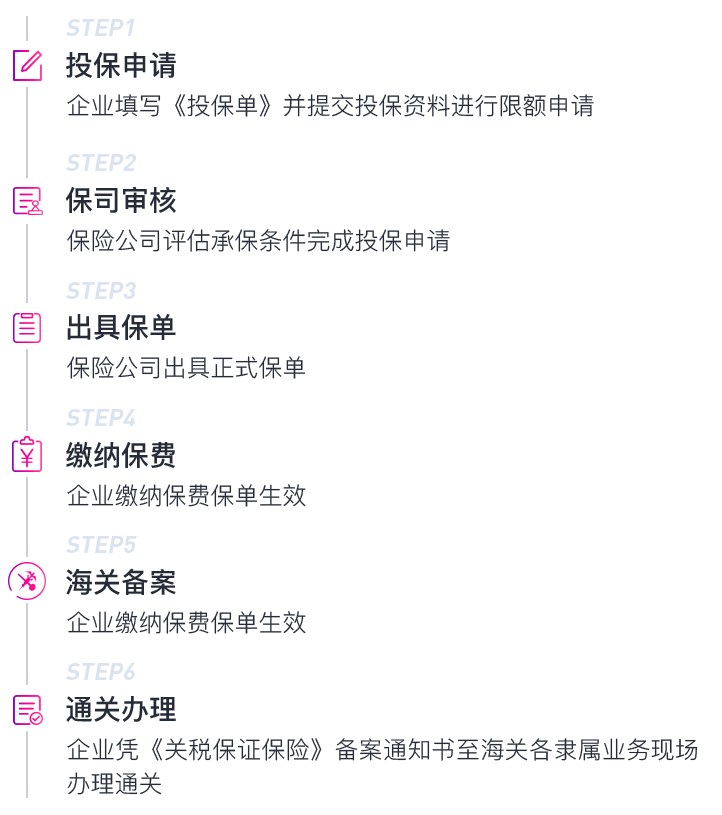 STEP1
投保申请
企业填写《投保单》并提交投保资料进行限额申请
STEP2
保司审核
保险公司评估承保条件完成投保申请
STEP3
出具保单
保险公司出具正式保单
STEP4
缴纳保费
企业缴纳保费保单生效
STEP5
海关备案
企业缴纳保费保单生效
STEP6
通关办理
企业凭《关税保证保险》备案通知书至海关各隶属业务现场
办理通关